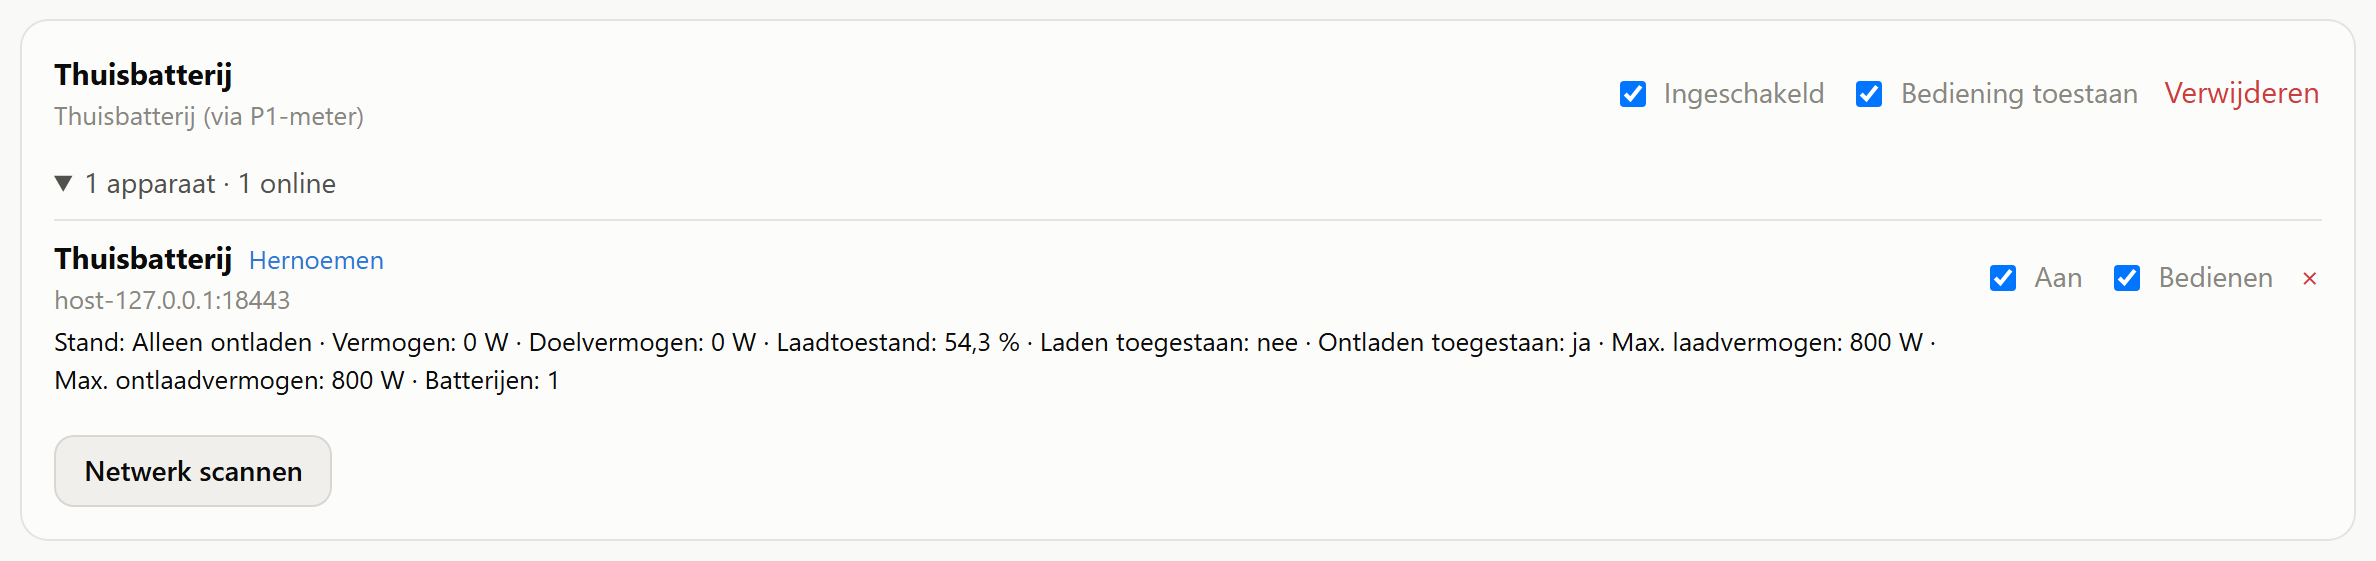 Thuisbatterij
Thuisbatterij (via P1-meter)
Ingeschakeld Bediening toestaan Verwijderen
▼ 1 apparaat · 1 online
Thuisbatterij Hernoemen
host-127.0.0.1:18443
Aan Bedienen ×
Stand: Alleen ontladen · Vermogen: 0 W · Doelvermogen: 0 W · Laadtoestand: 54,3 % · Laden toegestaan: nee · Ontladen toegestaan: ja · Max. laadvermogen: 800 W ·
Max. ontlaadvermogen: 800 W · Batterijen: 1
Netwerk scannen